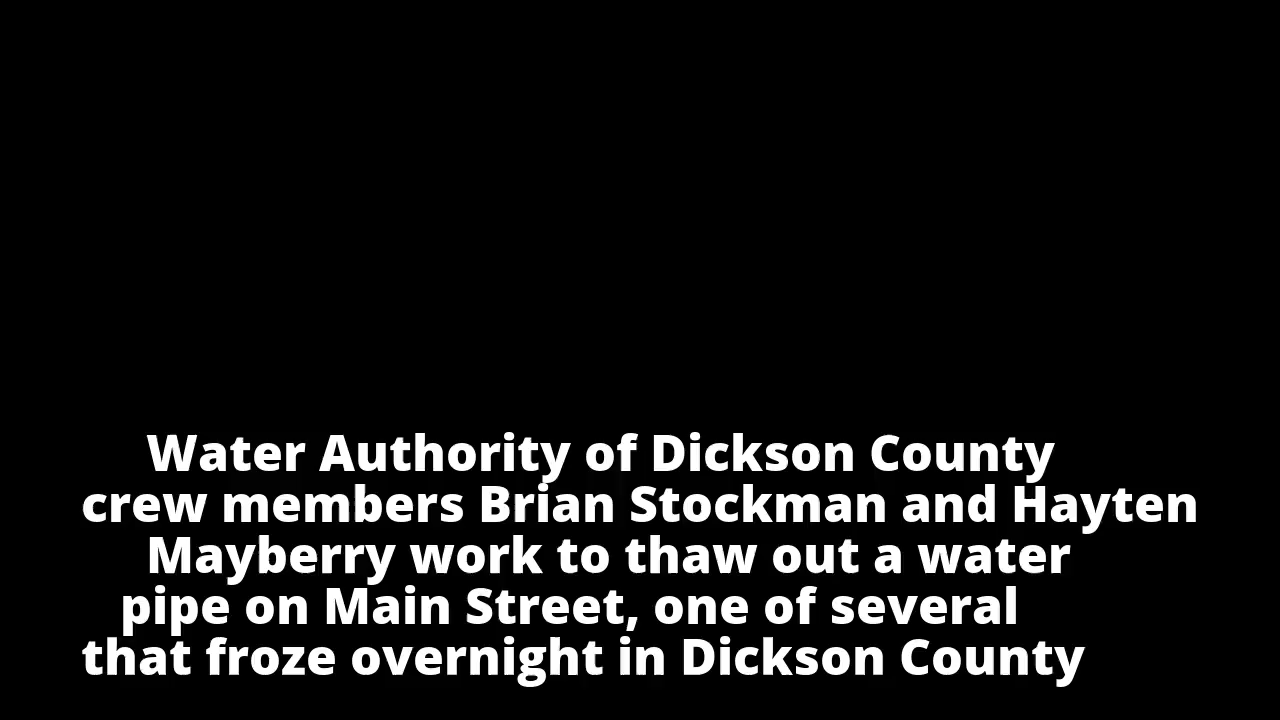 Water Authority of Dickson County
crew members Brian Stockman and Hayten
Mayberry work to thaw out a water
pipe on Main Street, one of several
that froze overnight in Dickson County